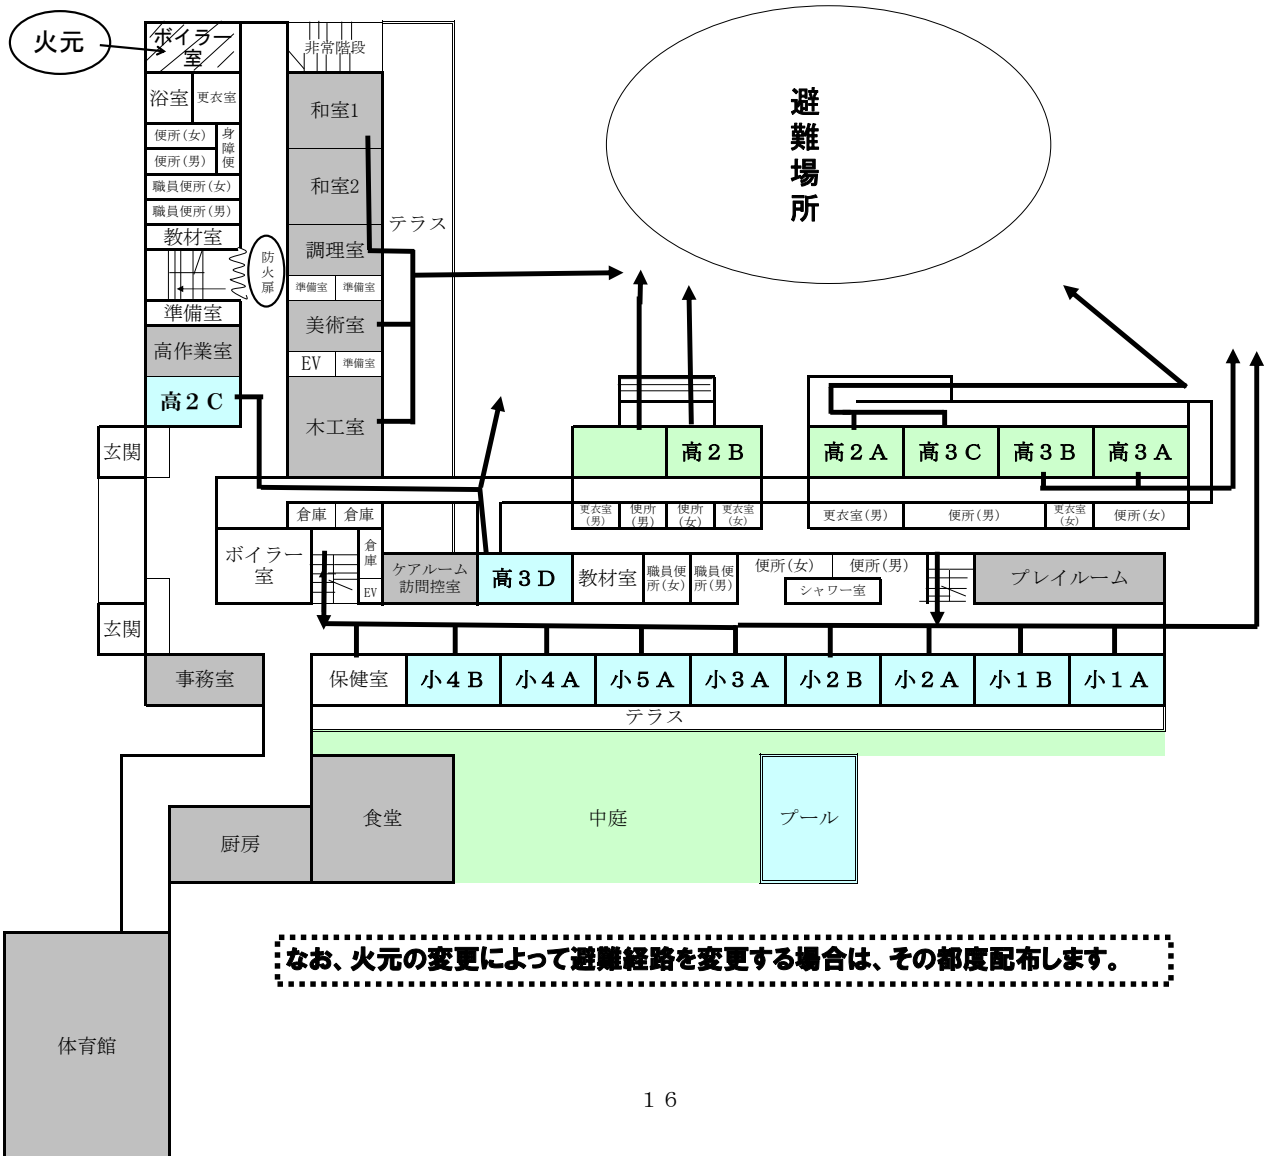 火元
ボイラー
室
非常階段
浴室
更衣室
便所(女)
便所(男)
身
障
便
職員便所(女)
職員便所(男)
教材室
防
火
扉
準備室
高作業室
高２Ｃ
玄関
和室1
和室2
調理室
準備室
準備室
美術室
EV
準備室
木工室
テラス
避
難
場
所
高２Ｂ
高２Ａ
高３Ｃ
高３Ｂ
高３Ａ
更衣室
(男)
便所
(男)
便所
(女)
更衣室
(女)
更衣室(男)
便所(男)
更衣室
(女)
便所(女)
倉庫
倉庫
ボイラー
室
倉
庫
EV
ケアルーム
訪問控室
高３Ｄ
教材室
職員便
所(女)
職員便
所(男)
便所(女)
便所(男)
シャワー室
プレイルーム
玄関
事務室
保健室
小４Ｂ
小４Ａ
小５Ａ
小３Ａ
小２Ｂ
小２Ａ
小１Ｂ
小１Ａ
テラス
食堂
中庭
プール
厨房
なお、火元の変更によって避難経路を変更する場合は、その都度配布します。
体育館
１６